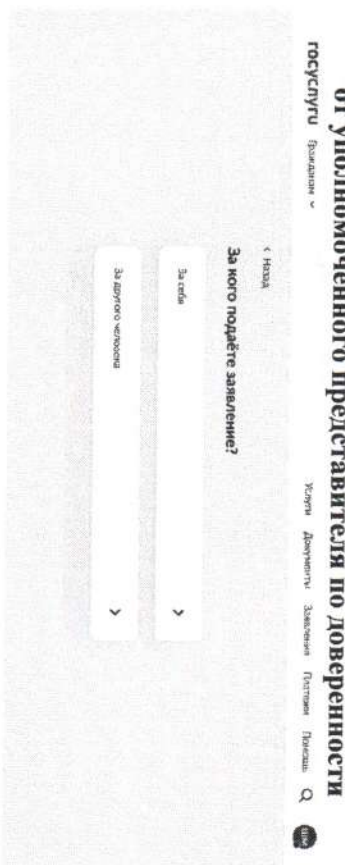 от уполномоченного представителя по доверенности
госуслуги Гражданам Услуги Документы Заявления Платежи Помощь
Назад
За кого подаёте заявление?
За себя
За другого человека